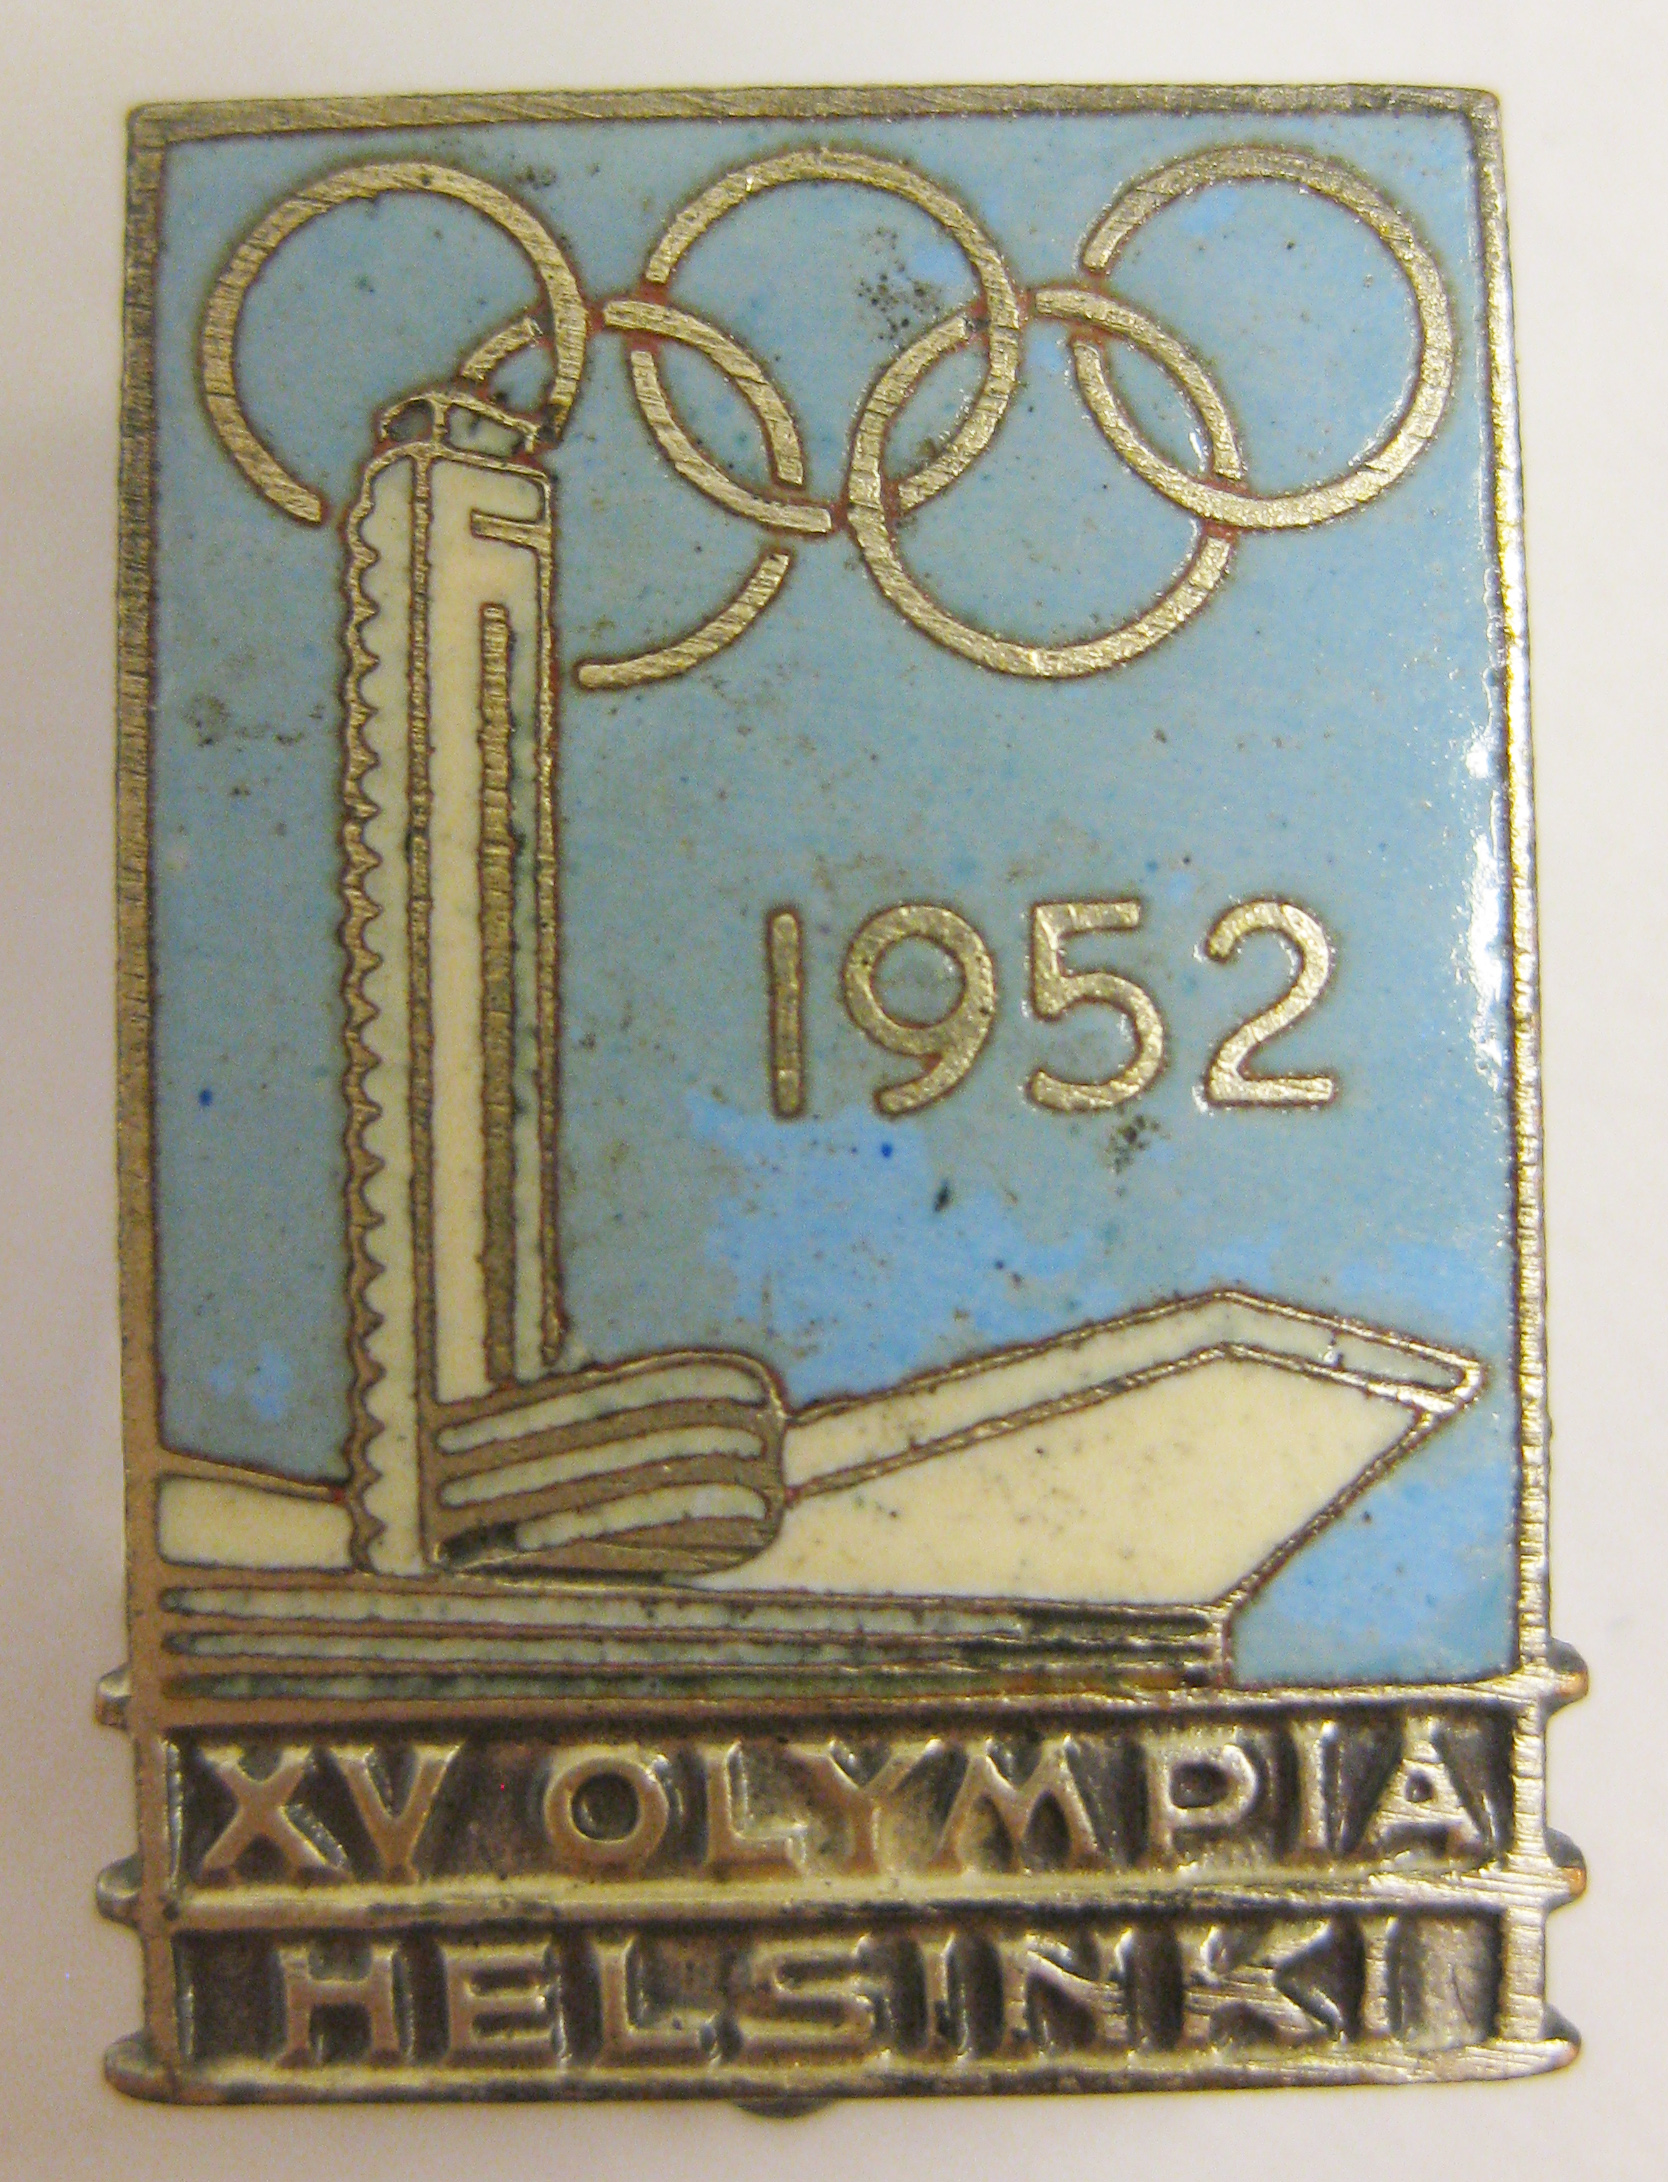 1952
XV OLYMPIA
HELSINKI